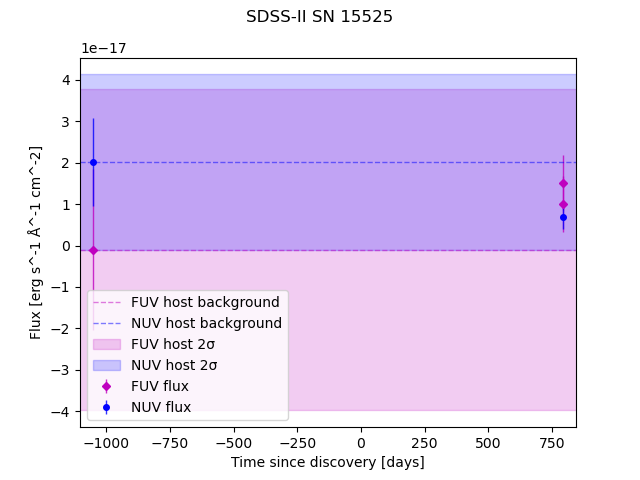 SDSS-II SN 15525
1e−17
4
3
2
1
0
−1
−2
−3
−4
Flux [erg s^-1 Å^-1 cm^-2]
FUV host background
NUV host background
FUV host 2σ
NUV host 2σ
FUV flux
NUV flux
−1000 −750 −500 −250 0 250 500 750
Time since discovery [days]